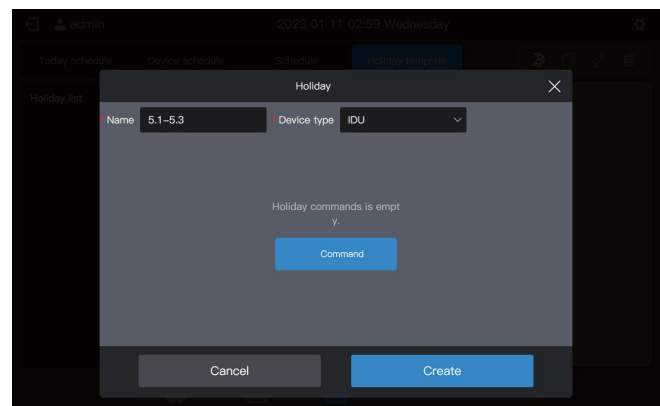 admin
2023 01 11 02:59 Wednesday
Today schedule Device schedule Schedule Holiday template
Holiday list
Holiday
*Name 5.1-5.3 *Device type IDU
Holiday commands is empt
y.
Command
Cancel Create